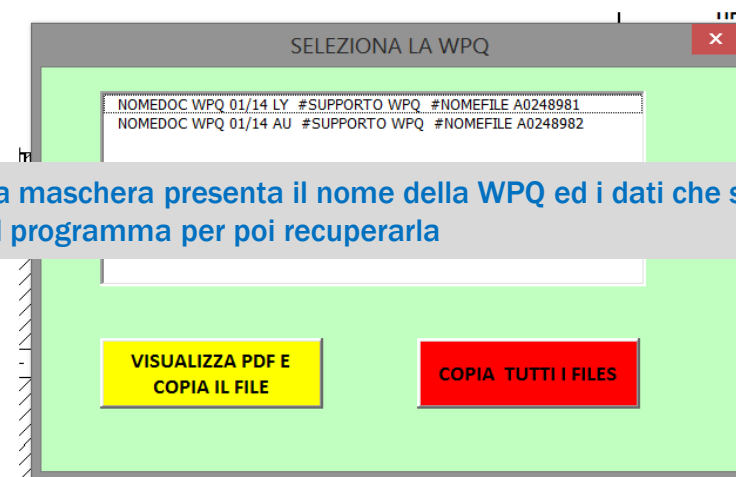 SELEZIONA LA WPQ
NOMEDOC WPQ 01/14 LY #SUPPORTO WPQ #NOMEFILE A0248981
NOMEDOC WPQ 01/14 AU #SUPPORTO WPQ #NOMEFILE A0248982
a maschera presenta il nome della WPQ ed i dati che s
programma per poi recuperarla
VISUALIZZA PDF E
COPIA IL FILE
COPIA TUTTI I FILES